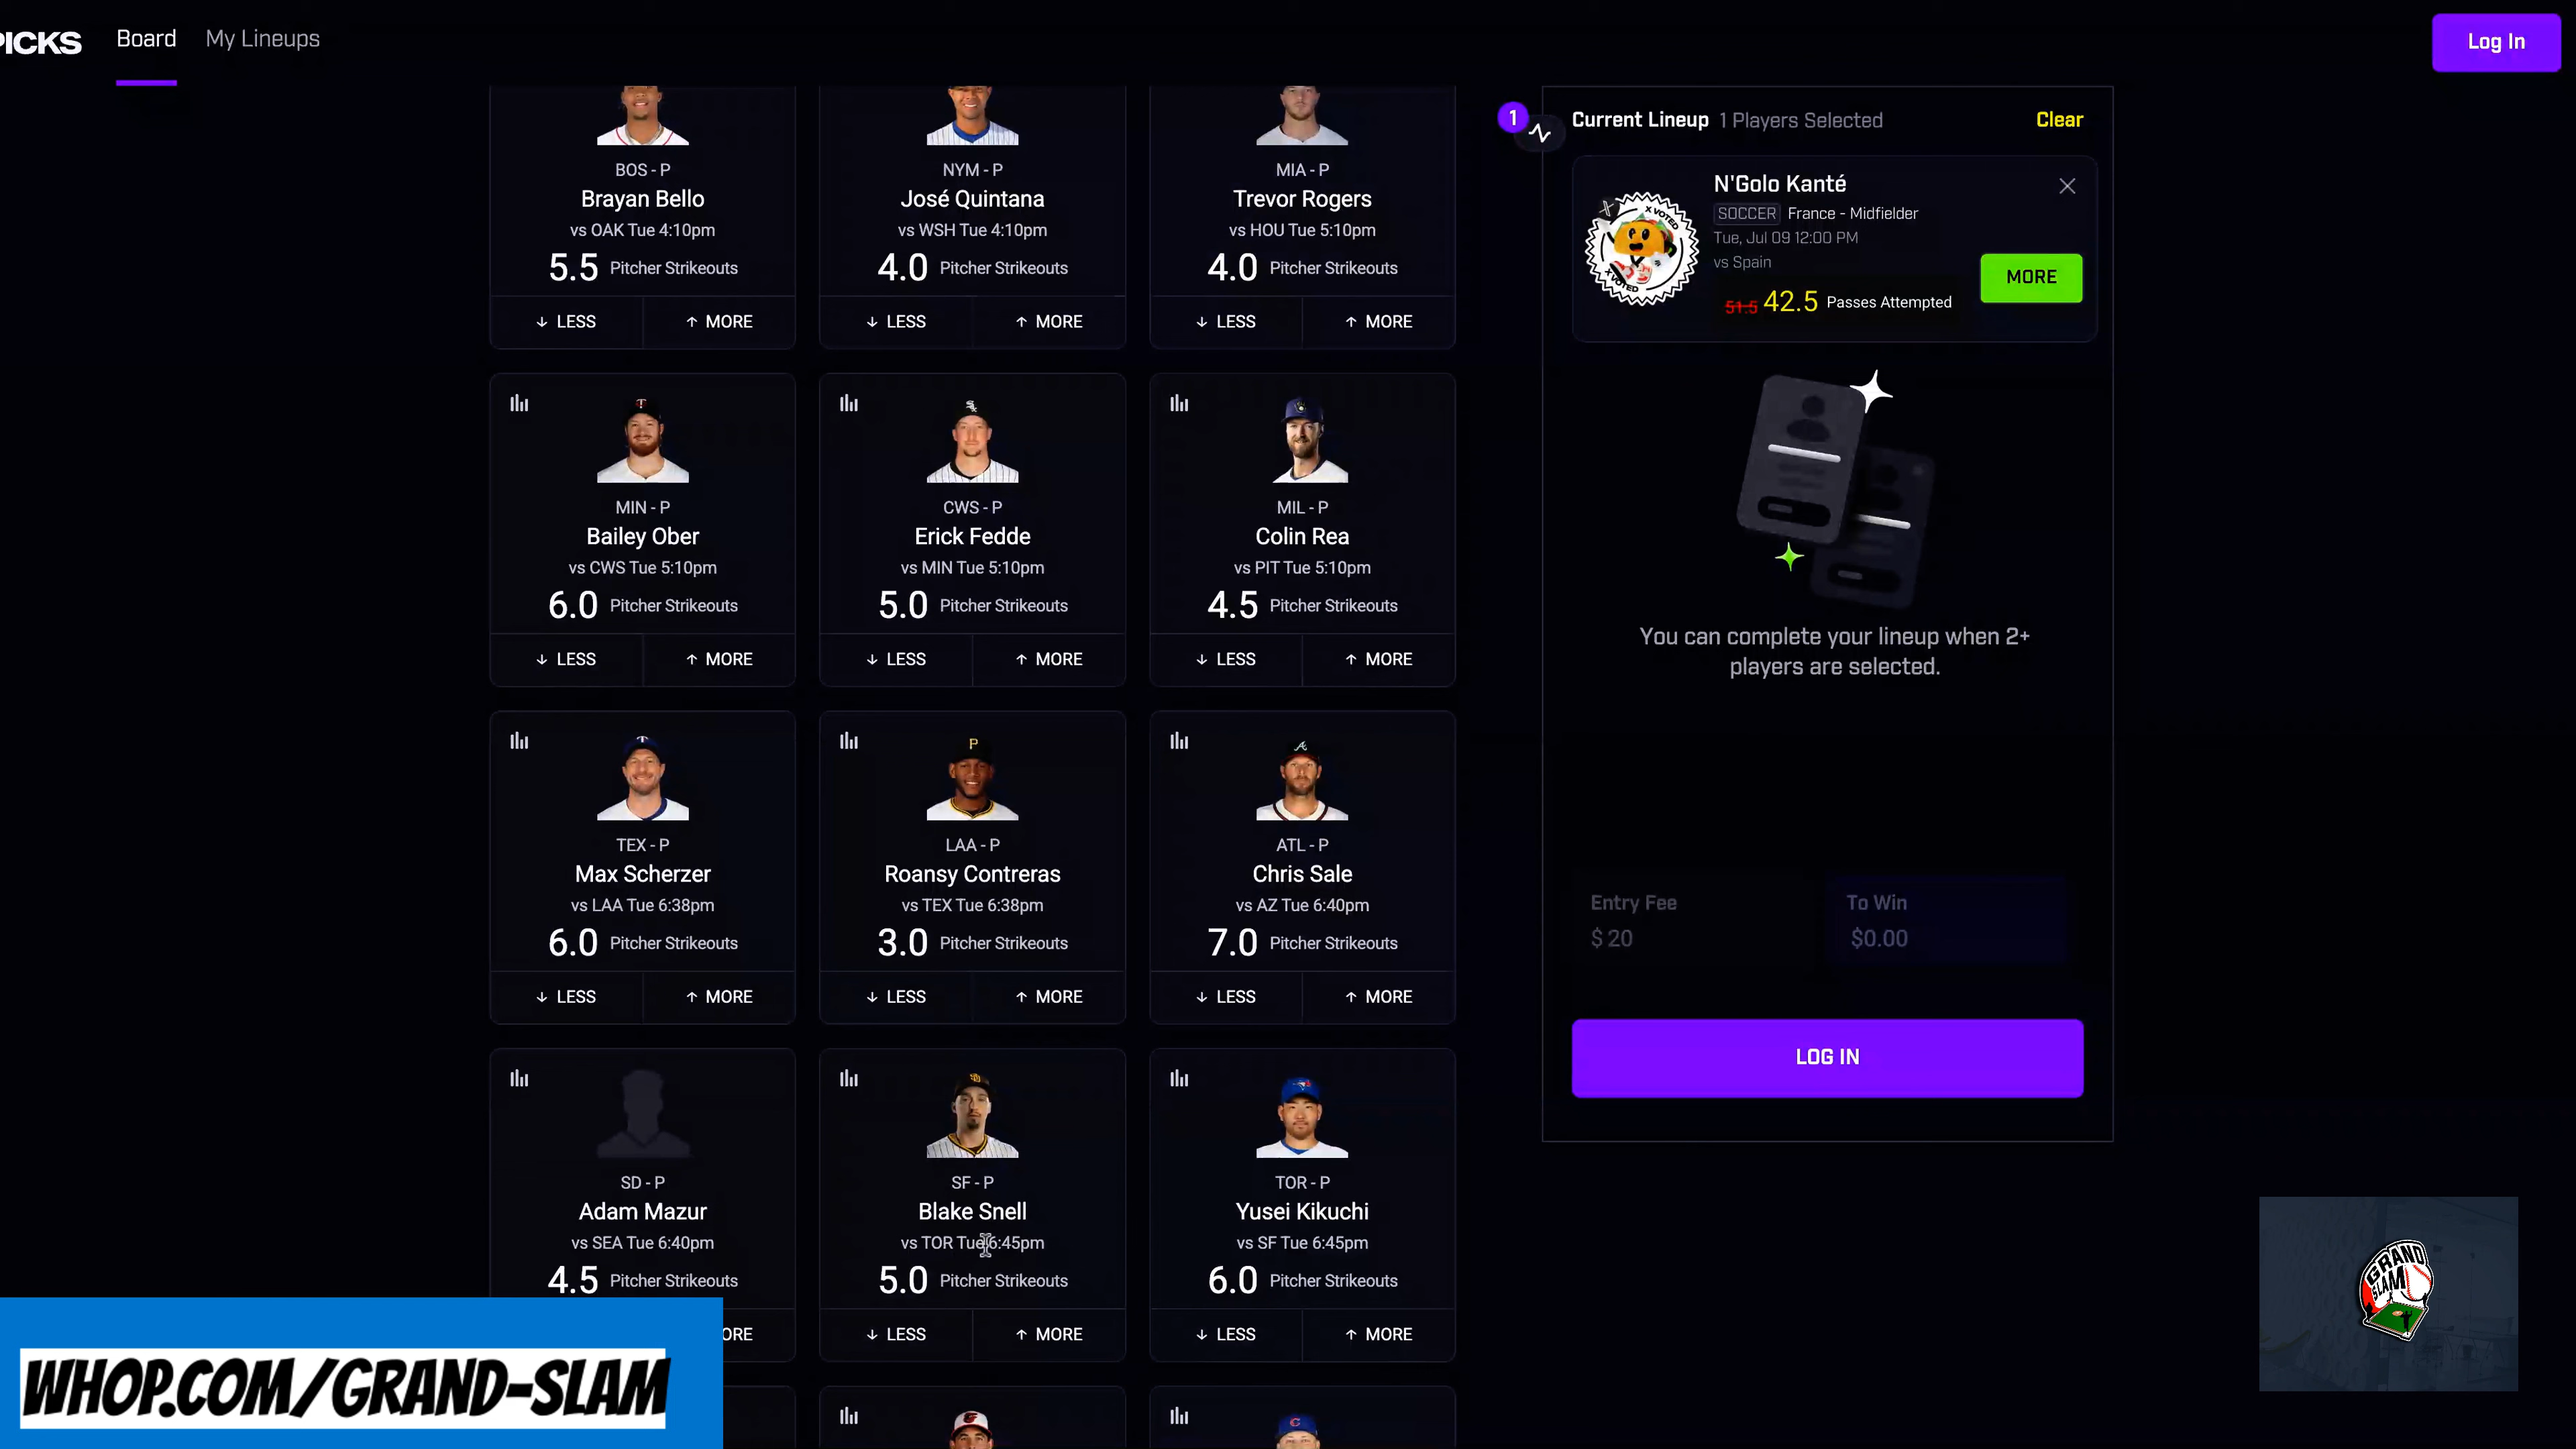 PICKS
Board
My Lineups
Log In
BOS - P
Brayan Bello
vs OAK Tue 4:10pm
5.5 Pitcher Strikeouts
LESS
MORE
NYM - P
José Quintana
vs WSH Tue 4:10pm
4.0 Pitcher Strikeouts
LESS
MORE
MIA - P
Trevor Rogers
vs HOU Tue 5:10pm
4.0 Pitcher Strikeouts
LESS
MORE
MIN - P
Bailey Ober
vs CWS Tue 5:10pm
6.0 Pitcher Strikeouts
LESS
MORE
CWS - P
Erick Fedde
vs MIN Tue 5:10pm
5.0 Pitcher Strikeouts
LESS
MORE
MIL - P
Colin Rea
vs PIT Tue 5:10pm
4.5 Pitcher Strikeouts
LESS
MORE
TEX - P
Max Scherzer
vs LAA Tue 6:38pm
6.0 Pitcher Strikeouts
LESS
MORE
LAA - P
Roansy Contreras
vs TEX Tue 6:38pm
3.0 Pitcher Strikeouts
LESS
MORE
ATL - P
Chris Sale
vs AZ Tue 6:40pm
7.0 Pitcher Strikeouts
LESS
MORE
SD - P
Adam Mazur
vs SEA Tue 6:40pm
4.5 Pitcher Strikeouts
ORE
SF - P
Blake Snell
vs TOR Tue 6:45pm
5.0 Pitcher Strikeouts
LESS
MORE
TOR - P
Yusei Kikuchi
vs SF Tue 6:45pm
6.0 Pitcher Strikeouts
LESS
MORE
1
Current Lineup 1 Players Selected
Clear
X VOTED
X VOTED
N'Golo Kanté
SOCCER France - Midfielder
Tue, Jul 09 12:00 PM
vs Spain
51.5 42.5 Passes Attempted
MORE
You can complete your lineup when 2+
players are selected.
Entry Fee
$ 20
To Win
$0.00
LOG IN
WHOP.COM/GRAND-SLAM
GRAND
SLAM